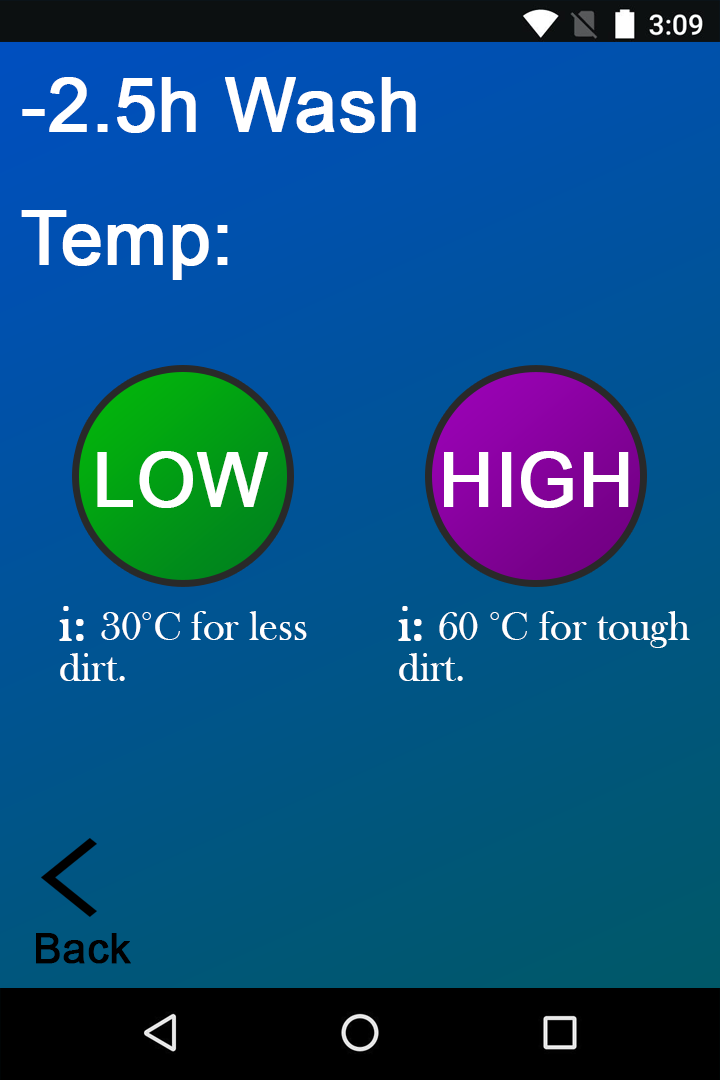 3:09
-2.5h Wash
Temp:
LOW
HIGH
i: 30°C for less
dirt.
i: 60 °C for tough
dirt.
Back